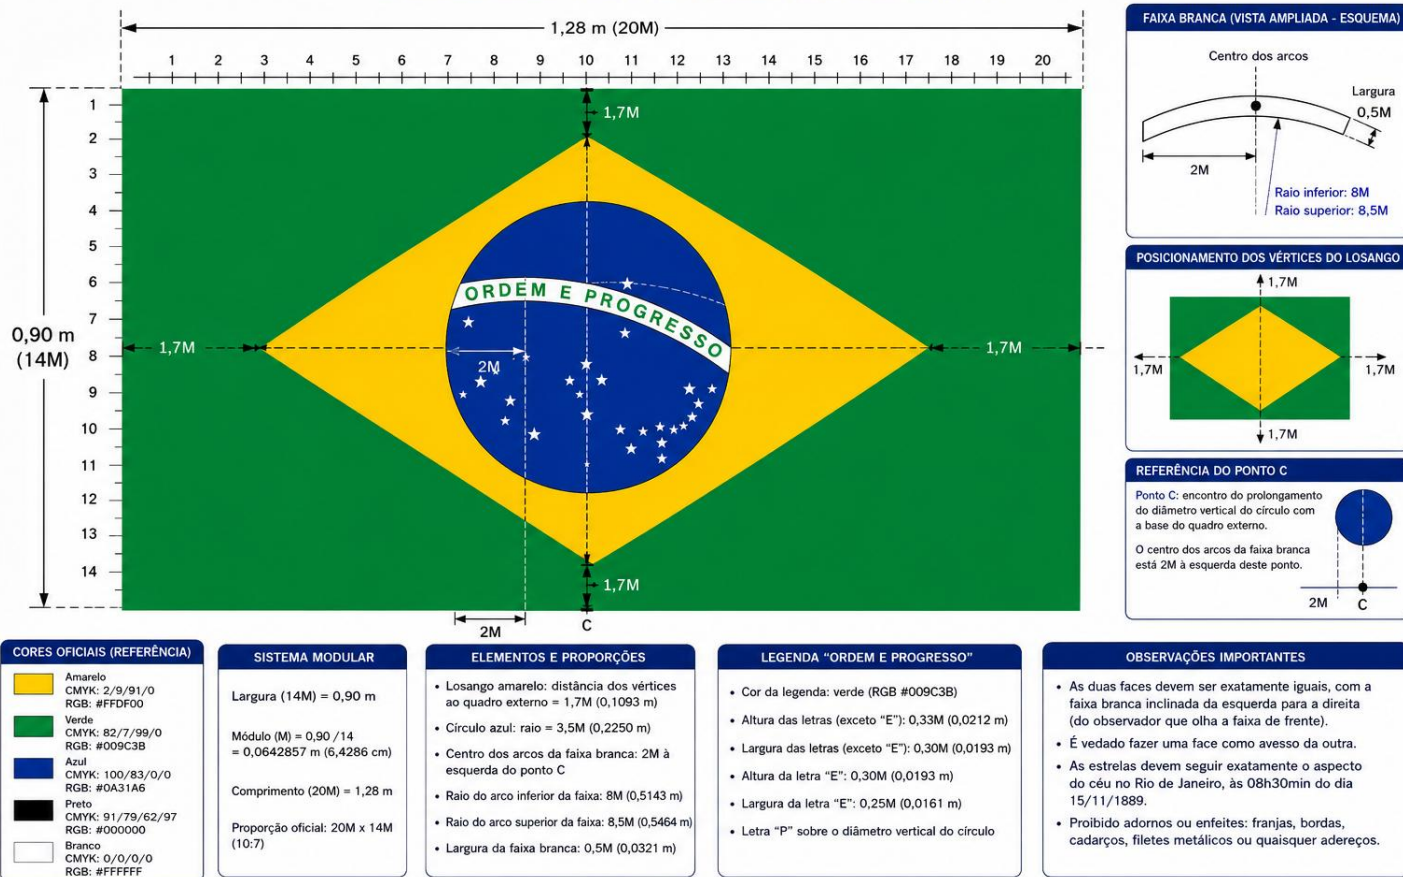 1,28 m (20M)
1 2 3 4 5 6 7 8 9 10 11 12 13 14 15 16 17 18 19 20
0,90 m
(14M)
1
2
3
4
5
6
7
8
9
10
11
12
13
14
1,7M
1,7M
1,7M
ORDEM E PROGRESSO
2M
1,7M
2M
C
FAIXA BRANCA (VISTA AMPLIADA - ESQUEMA)
Centro dos arcos
Largura
0,5M
2M
Raio inferior: 8M
Raio superior: 8,5M
POSICIONAMENTO DOS VÉRTICES DO LOSANGO
1,7M
1,7M
1,7M
1,7M
REFERÊNCIA DO PONTO C
Ponto C: encontro do prolongamento
do diâmetro vertical do círculo com
a base do quadro externo.
O centro dos arcos da faixa branca
está 2M à esquerda deste ponto.
2M
C
CORES OFICIAIS (REFERÊNCIA)
Amarelo
CMYK: 2/9/91/0
RGB: #FFDF00
Verde
CMYK: 82/7/99/0
RGB: #009C3B
Azul
CMYK: 100/83/0/0
RGB: #0A31A6
Preto
CMYK: 91/79/62/97
RGB: #000000
Branco
CMYK: 0/0/0/0
RGB: #FFFFFF
SISTEMA MODULAR
Largura (14M) = 0,90 m
Módulo (M) = 0,90 /14
= 0,0642857 m (6,4286 cm)
Comprimento (20M) = 1,28 m
Proporção oficial: 20M x 14M
(10:7)
ELEMENTOS E PROPORÇÕES
• Losango amarelo: distância dos vértices
ao quadro externo = 1,7M (0,1093 m)
• Círculo azul: raio = 3,5M (0,2250 m)
• Centro dos arcos da faixa branca: 2M à
esquerda do ponto C
• Raio do arco inferior da faixa: 8M (0,5143 m)
• Raio do arco superior da faixa: 8,5M (0,5464 m)
• Largura da faixa branca: 0,5M (0,0321 m)
LEGENDA "ORDEM E PROGRESSO"
• Cor da legenda: verde (RGB #009C3B)
• Altura das letras (exceto "E"): 0,33M (0,0212 m)
• Largura das letras (exceto "E"): 0,30M (0,0193 m)
• Altura da letra "E": 0,30M (0,0193 m)
• Largura da letra "E": 0,25M (0,0161 m)
• Letra "P" sobre o diâmetro vertical do círculo
OBSERVAÇÕES IMPORTANTES
• As duas faces devem ser exatamente iguais, com a
faixa branca inclinada da esquerda para a direita
(do observador que olha a faixa de frente).
• É vedado fazer uma face como avesso da outra.
• As estrelas devem seguir exatamente o aspecto
do céu no Rio de Janeiro, às 08h30min do dia
15/11/1889.
• Proibido adornos ou enfeites: franjas, bordas,
cadarços, filetes metálicos ou quaisquer adereços.